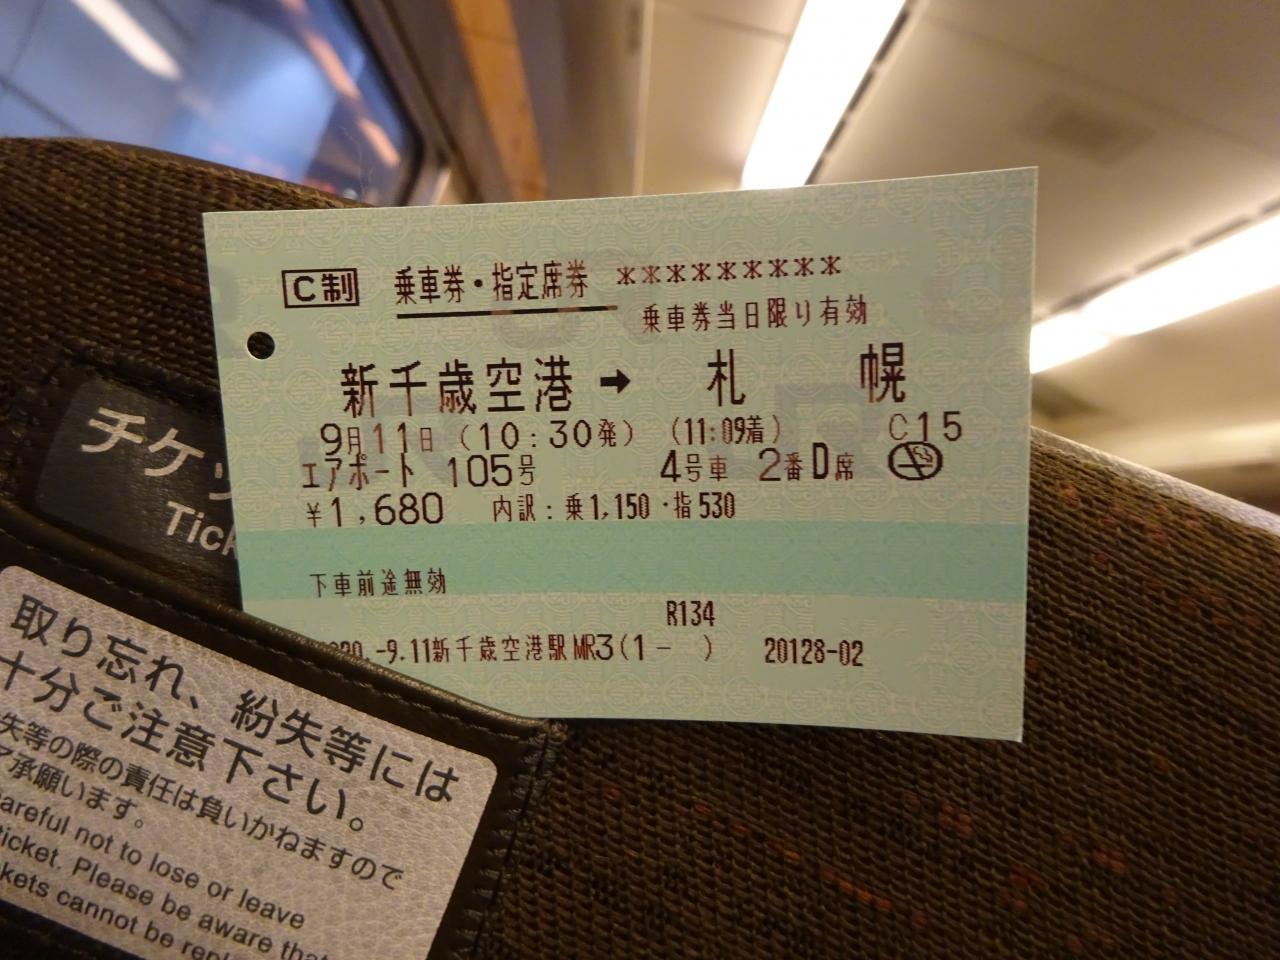 C制 乗車券・指定席券 *********
乗車券当日限り有効
新千歳空港 → 札 幌
9月11日 (10:30発) (11:09着) C15
エアポート 105号 4号車 2番D席
¥1,680 内訳:乗1,150・指530
下車前途無効
R134
-9.11新千歳空港駅MR3(1- ) 20128-02
チケッ
Tick
取り忘れ、紛失等には
十分ご注意下さい。
失等の際の責任は負いかねますので
承願います。
careful not to lose or leave
ticket. Please be aware that
kets cannot be repl